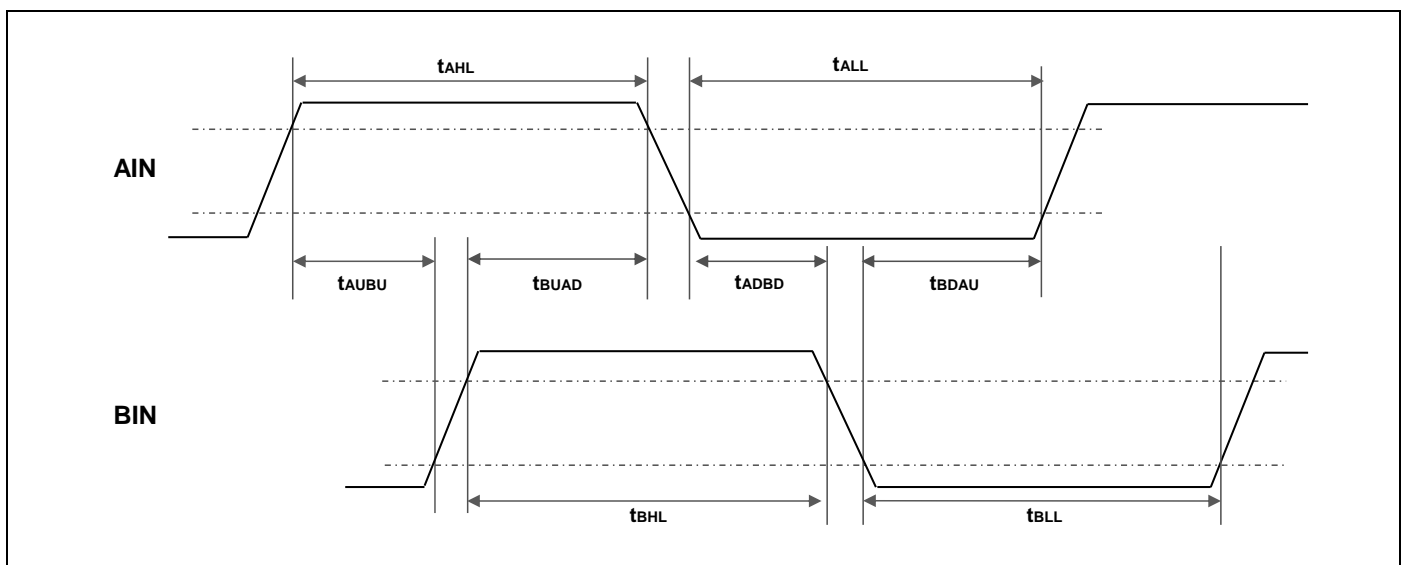 tAHL
tALL
AIN
tAUBU
tBUAD
tADBD
tBDAU
BIN
tBHL
tBLL